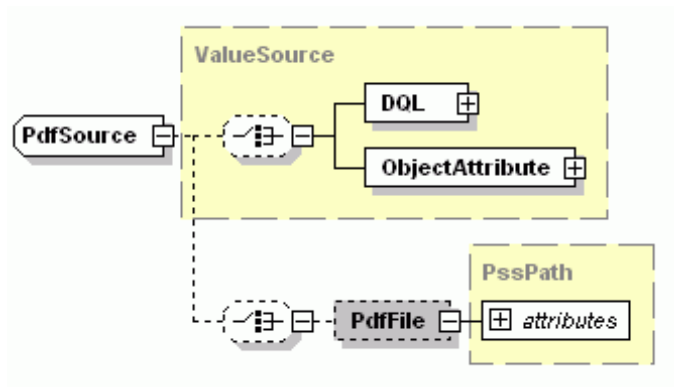 ValueSource
DQL
PdfSource
ObjectAttribute
PssPath
PdfFile
attributes